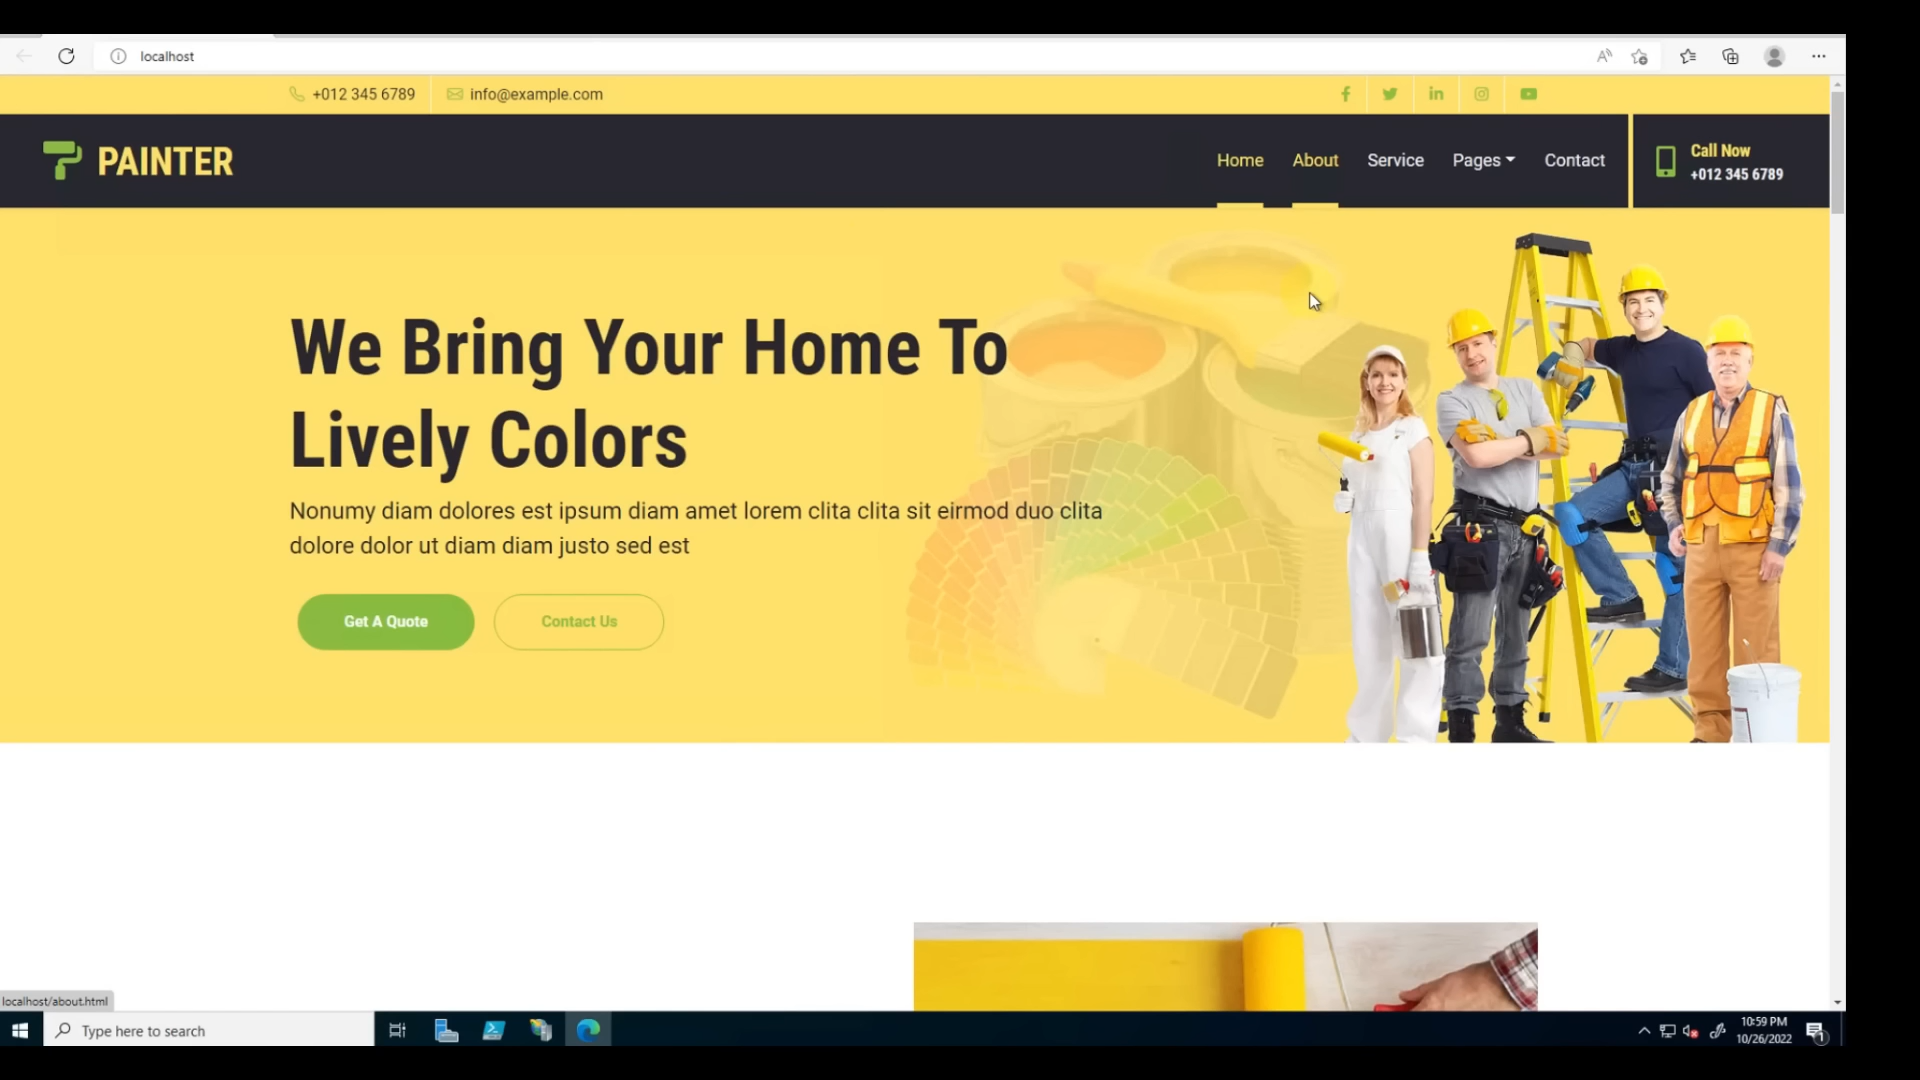 localhost
+012 345 6789
info@example.com
PAINTER
Home
About
Service
Pages
Contact
Call Now
+012 345 6789
We Bring Your Home To
Lively Colors
Nonumy diam dolores est ipsum diam amet lorem clita clita sit eirmod duo clita
dolore dolor ut diam diam justo sed est
Get A Quote
Contact Us
localhost/about.html
Type here to search
10:59 PM
10/26/2022
1